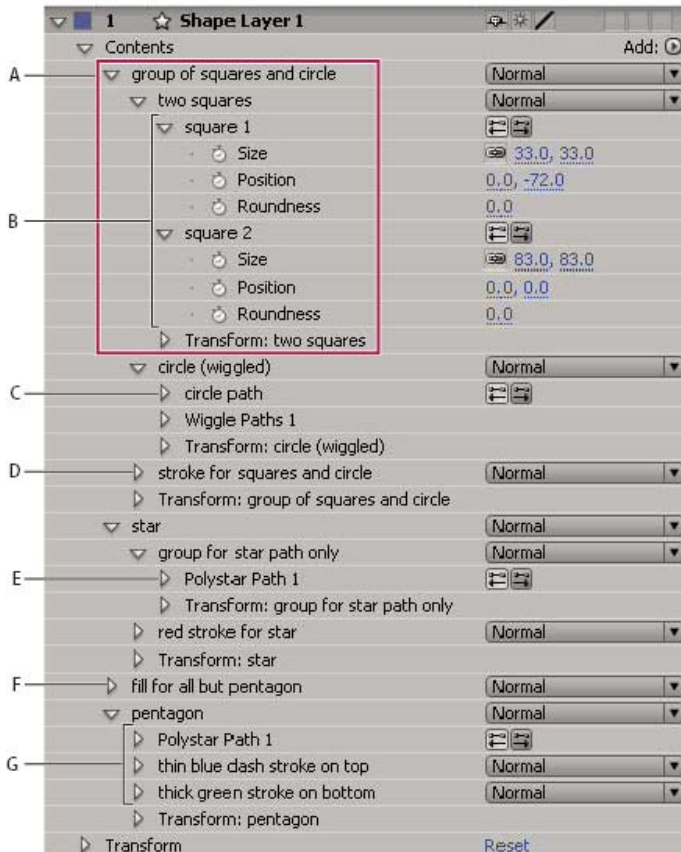 1 Shape Layer 1
Contents Add:
A group of squares and circle Normal
two squares Normal
square 1
Size 33.0, 33.0
Position 0.0, -72.0
Roundness 0.0
B
square 2
Size 83.0, 83.0
Position 0.0, 0.0
Roundness 0.0
Transform: two squares
circle (wiggled) Normal
C circle path
Wiggle Paths 1
Transform: circle (wiggled)
D stroke for squares and circle Normal
Transform: group of squares and circle
star Normal
group for star path only Normal
E Polystar Path 1
Transform: group for star path only
red stroke for star Normal
Transform: star
F fill for all but pentagon Normal
pentagon Normal
Polystar Path 1
G thin blue dash stroke on top Normal
thick green stroke on bottom Normal
Transform: pentagon
Transform Reset